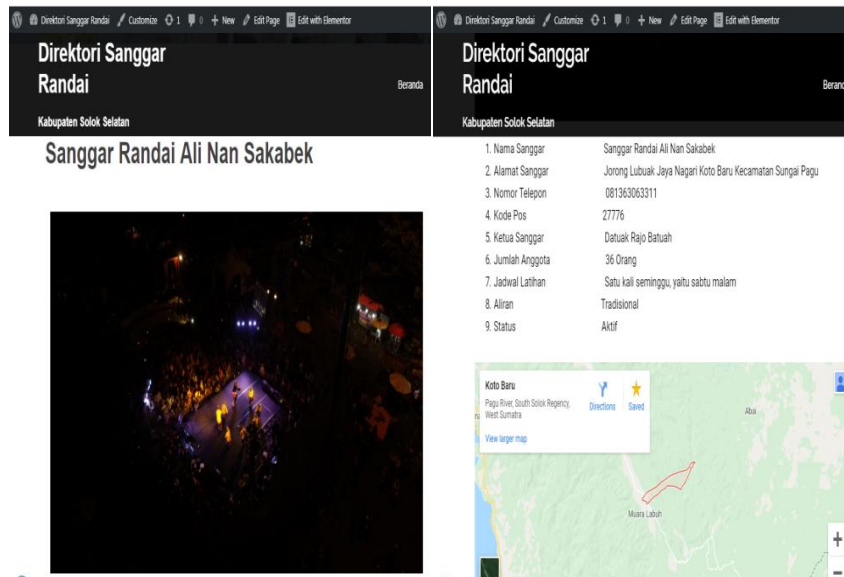 Direktori Sanggar Randai Customize 1 0 New Edit Page Edit with Elementor
Direktori Sanggar
Randai
Beranda
Kabupaten Solok Selatan
Sanggar Randai Ali Nan Sakabek
Direktori Sanggar Randai Customize 1 0 New Edit Page Edit with Elementor
Direktori Sanggar
Randai
Kabupaten Solok Selatan
1. Nama Sanggar Sanggar Randai Ali Nan Sakabek
2. Alamat Sanggar Jorong Lubuak Jaya Nagari Koto Baru Kecamatan Sungai Pagu
3. Nomor Telepon 081363063311
4. Kode Pos 27776
5. Ketua Sanggar Datuak Rajo Batuah
6. Jumlah Anggota 36 Orang
7. Jadwal Latihan Satu kali seminggu, yaitu sabtu malam
8. Aliran Tradisional
9. Status Aktif
Koto Baru
Pagu River, South Solok Regency,
West Sumatra
Directions Saved
View larger map
Abai
Muara Labuh